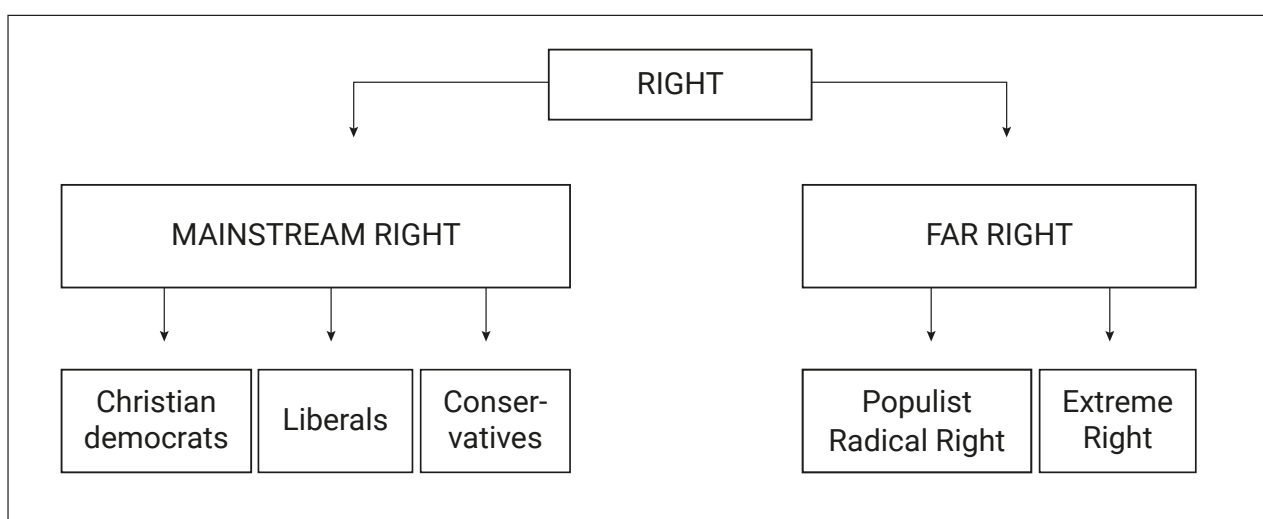 RIGHT
MAINSTREAM RIGHT
FAR RIGHT
Christian
democrats
Liberals
Conser-
vatives
Populist
Radical Right
Extreme
Right